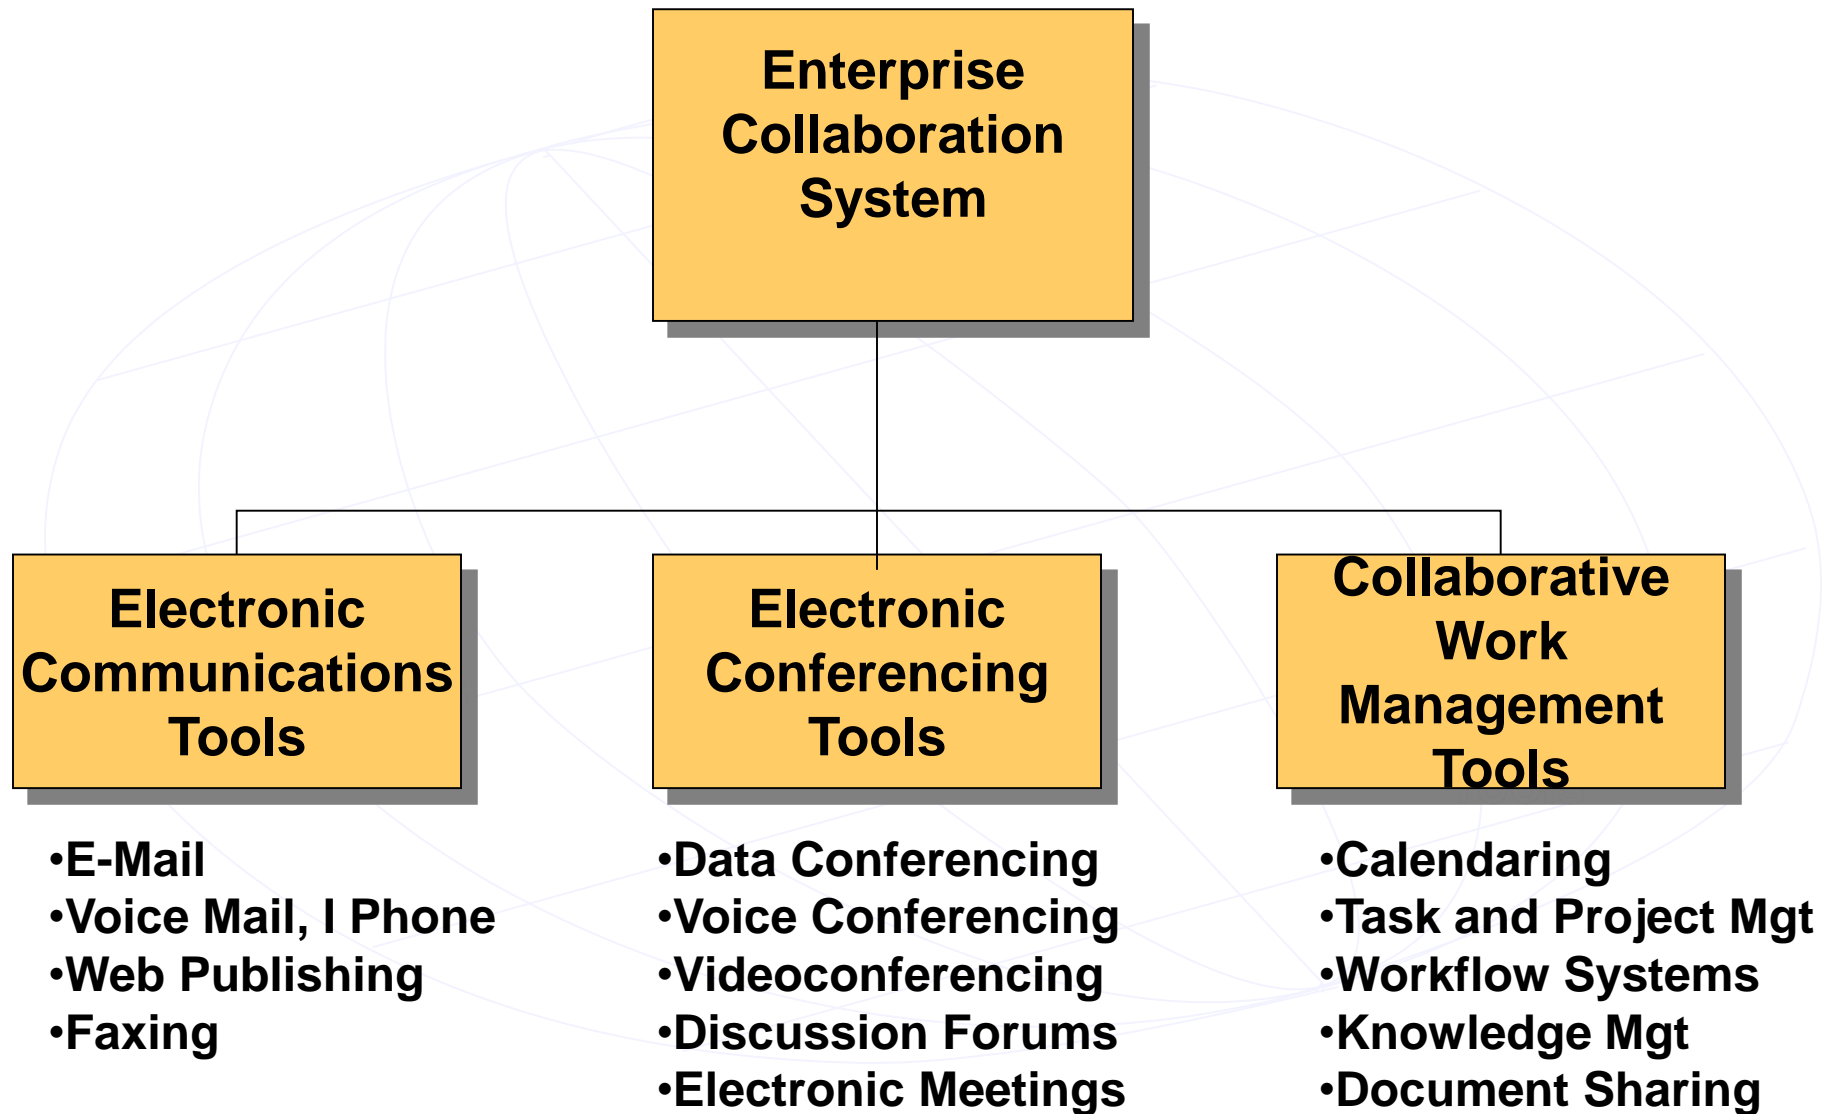 Enterprise
Collaboration
System
Electronic
Communications
Tools
Electronic
Conferencing
Tools
Collaborative
Work
Management
Tools
•E-Mail
•Voice Mail, I Phone
•Web Publishing
•Faxing
•Data Conferencing
•Voice Conferencing
•Videoconferencing
•Discussion Forums
•Electronic Meetings
•Calendaring
•Task and Project Mgt
•Workflow Systems
•Knowledge Mgt
•Document Sharing